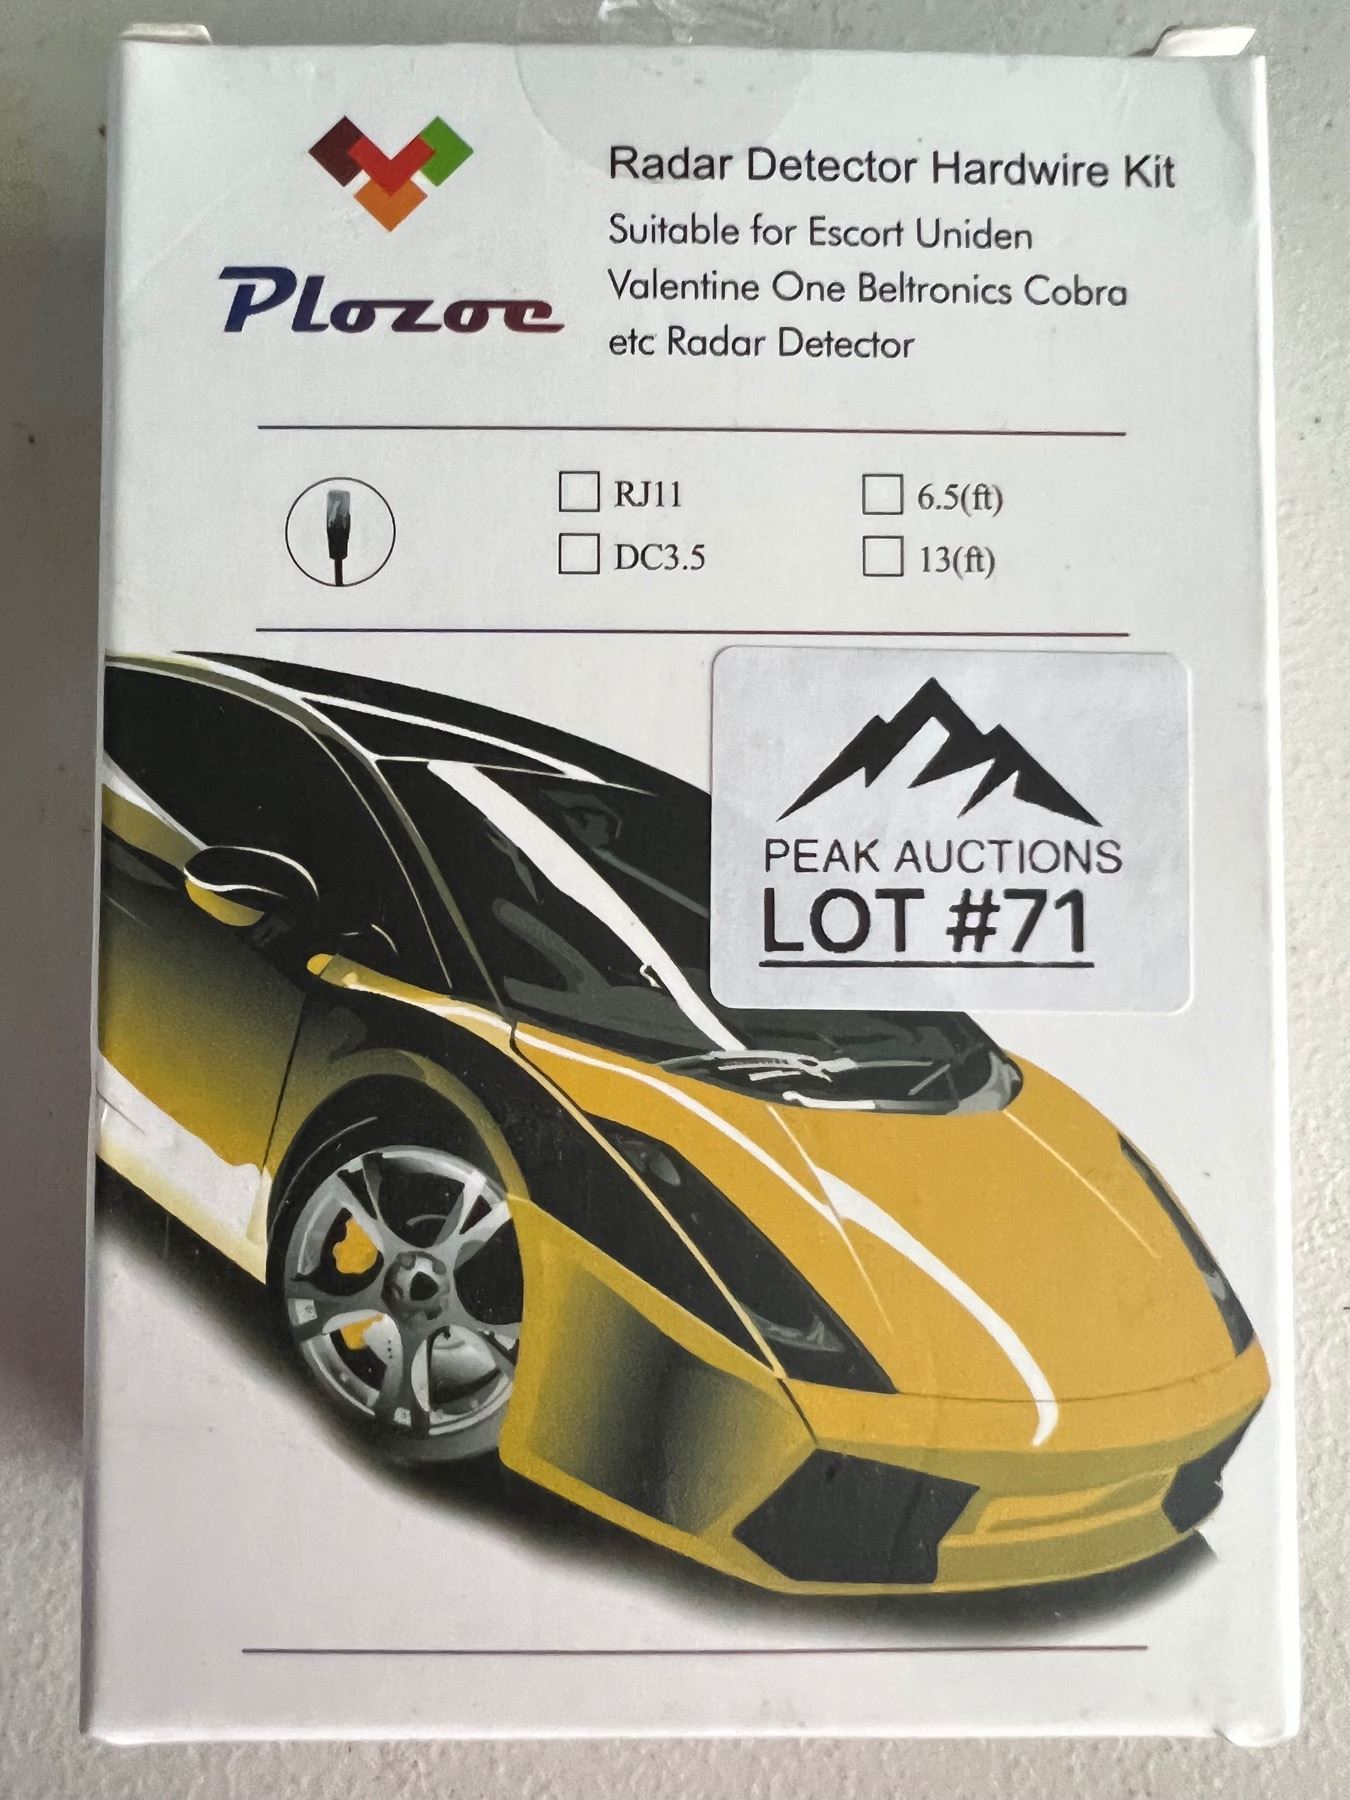 Plozoe
Radar Detector Hardwire Kit
Suitable for Escort Uniden
Valentine One Beltronics Cobra
etc Radar Detector
RJ11
DC3.5
6.5(ft)
13(ft)
PEAK AUCTIONS
LOT #71